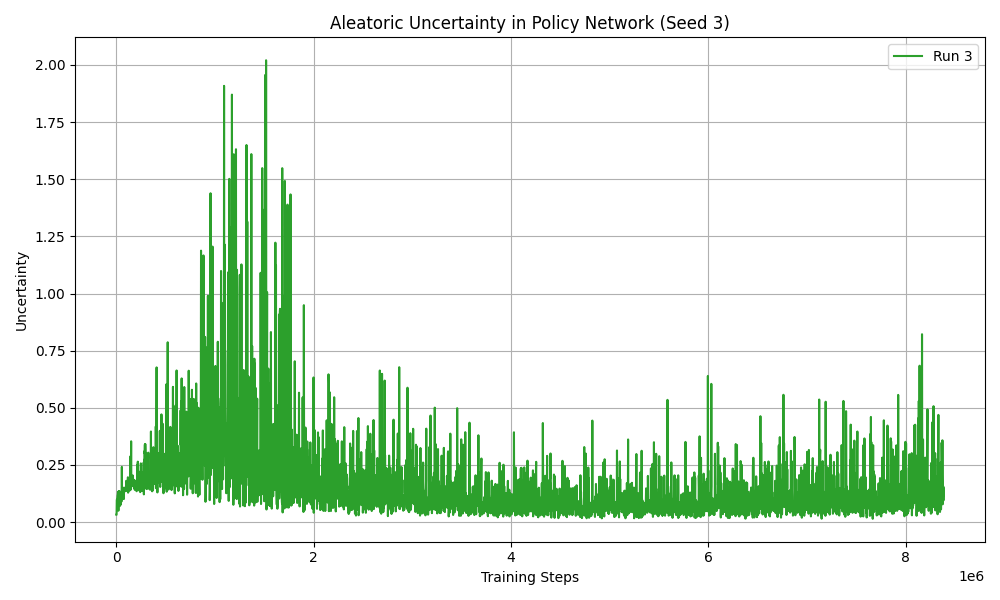 Aleatoric Uncertainty in Policy Network (Seed 3)
Run 3
2.00
1.75
1.50
1.25
1.00
0.75
0.50
0.25
0.00
Uncertainty
0 2 4 6 8
1e6
Training Steps